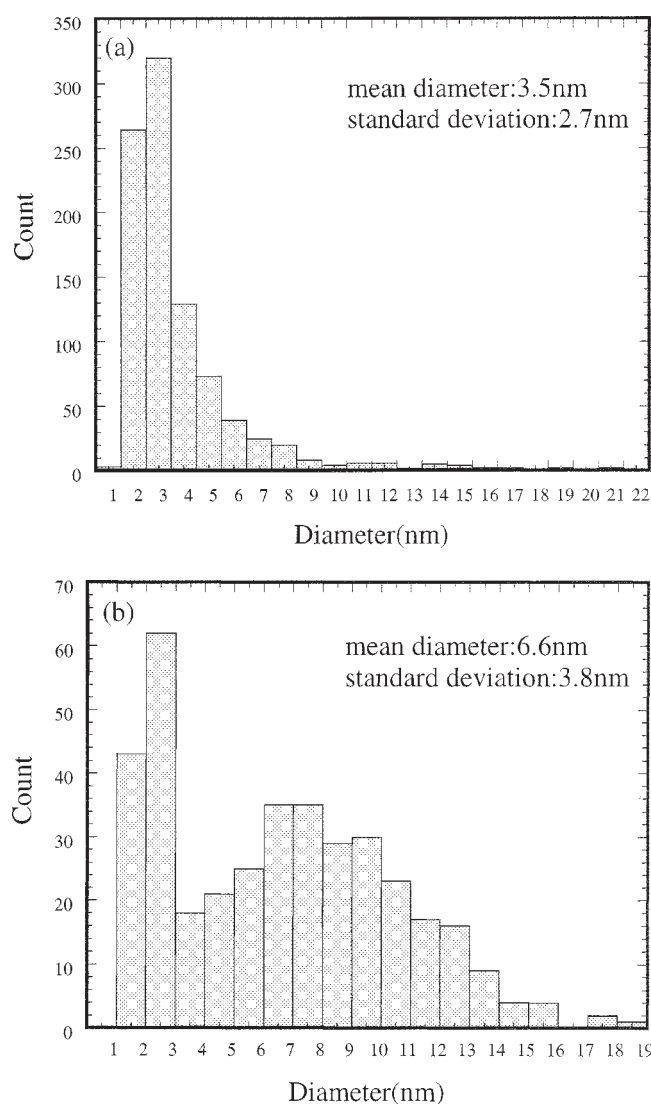 350
(a)
300
mean diameter:3.5nm
standard deviation:2.7nm
250
200
150
100
50
0
Count
1 2 3 4 5 6 7 8 9 10 11 12 13 14 15 16 17 18 19 20 21 22
Diameter(nm)
70
(b)
60
mean diameter:6.6nm
standard deviation:3.8nm
50
40
30
20
10
0
Count
1 2 3 4 5 6 7 8 9 10 11 12 13 14 15 16 17 18 19
Diameter(nm)